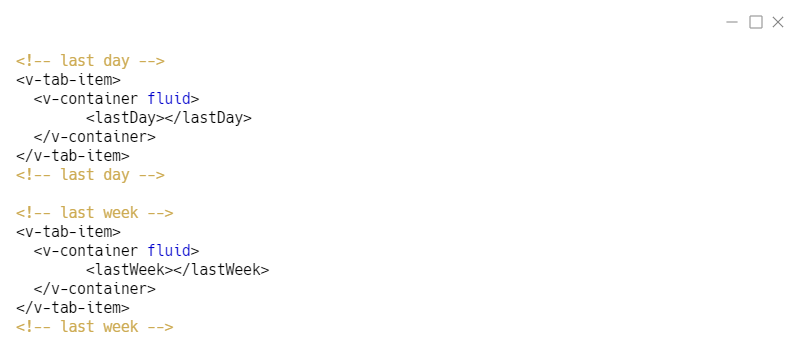 <!-- last day -->
<v-tab-item>
  <v-container fluid>
        <lastDay></lastDay>
  </v-container>
</v-tab-item>
<!-- last day -->

<!-- last week -->
<v-tab-item>
  <v-container fluid>
        <lastWeek></lastWeek>
  </v-container>
</v-tab-item>
<!-- last week -->